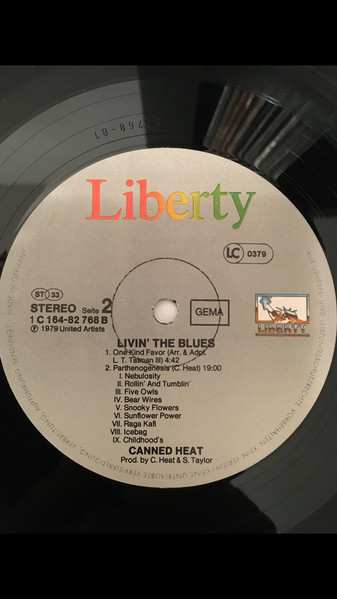 Liberty
LC 0379
ST 33
STEREO Seite 2
1 C 164-82 768 B
℗ 1979 United Artists
GEMA
LIBERTY
LIVIN' THE BLUES
1. One Kind Favor (Arr. & Adpt.
L. T. Tatman III) 4:42
2. Parthenogenesis (C. Heat) 19:00
I. Nebulosity
II. Rollin' And Tumblin'
III. Five Owls
IV. Bear Wires
V. Snooky Flowers
VI. Sunflower Power
VII. Raga Kafi
VIII. Icebag
IX. Childhood's
CANNED HEAT
Prod. by C. Heat & S. Taylor